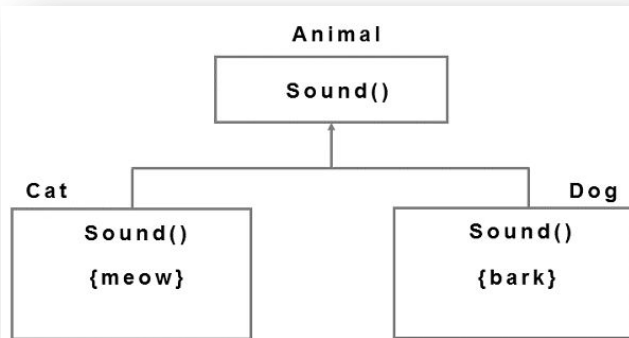 Animal
Sound()
Cat
Dog
Sound()
{meow}
Sound()
{bark}